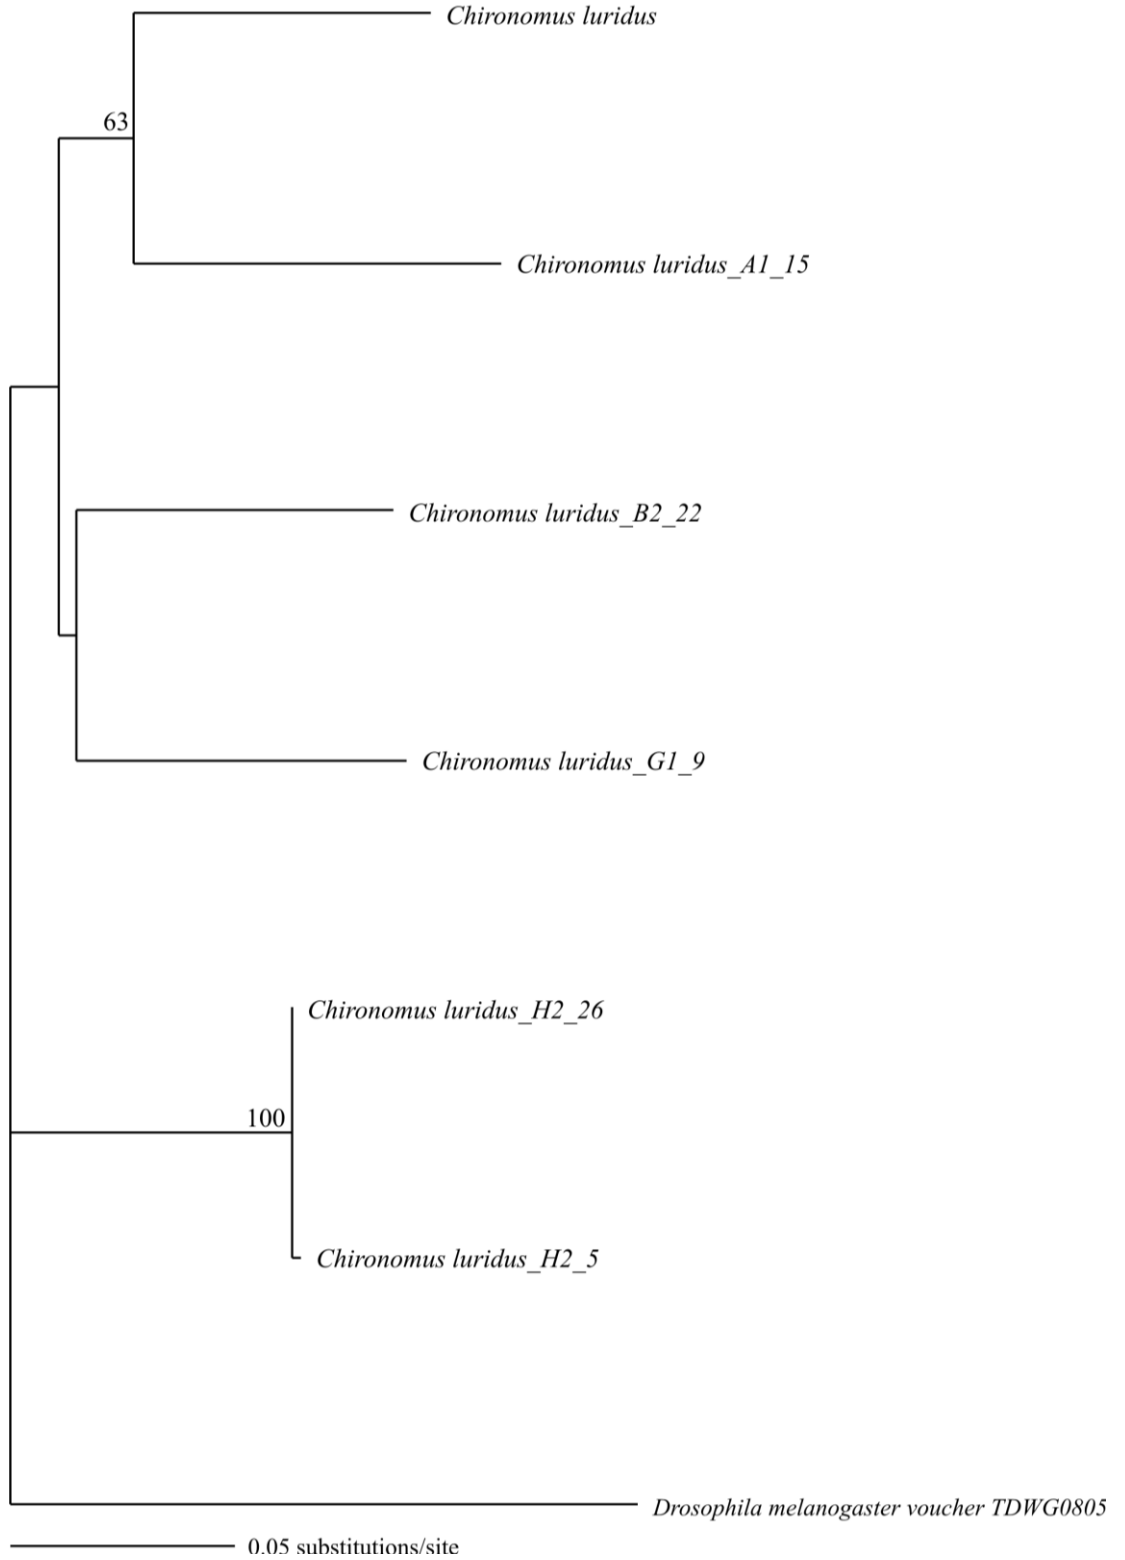 Chironomus luridus
63
Chironomus luridus_A1_15
Chironomus luridus_B2_22
Chironomus luridus_G1_9
Chironomus luridus_H2_26
100
Chironomus luridus_H2_5
Drosophila melanogaster voucher TDWG0805
0.05 substitutions/site